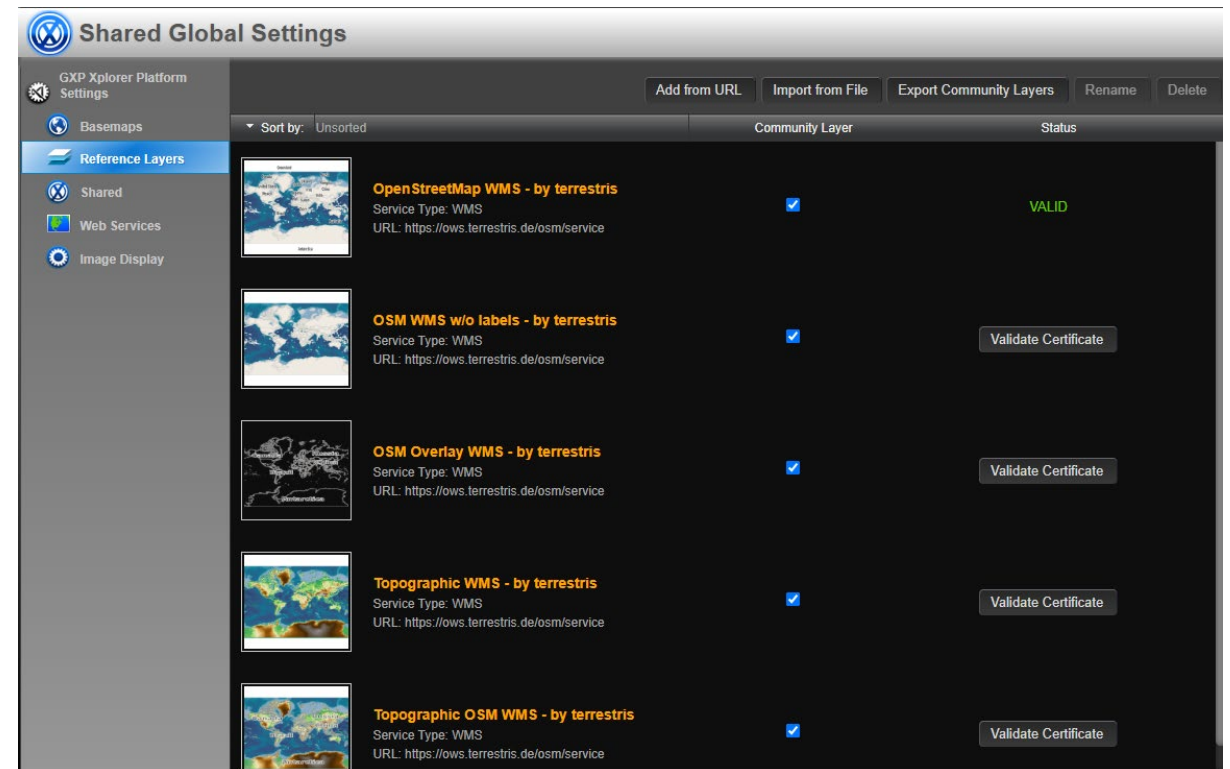 Shared Global Settings
GXP Xplorer Platform
Settings
Basemaps
Reference Layers
Shared
Web Services
Image Display
Add from URL
Import from File
Export Community Layers
Rename
Delete
Sort by: Unsorted
Community Layer
Status
OpenStreetMap WMS - by terrestris
Service Type: WMS
URL: https://ows.terrestris.de/osm/service
VALID
OSM WMS w/o labels - by terrestris
Service Type: WMS
URL: https://ows.terrestris.de/osm/service
Validate Certificate
OSM Overlay WMS - by terrestris
Service Type: WMS
URL: https://ows.terrestris.de/osm/service
Validate Certificate
Topographic WMS - by terrestris
Service Type: WMS
URL: https://ows.terrestris.de/osm/service
Validate Certificate
Topographic OSM WMS - by terrestris
Service Type: WMS
URL: https://ows.terrestris.de/osm/service
Validate Certificate